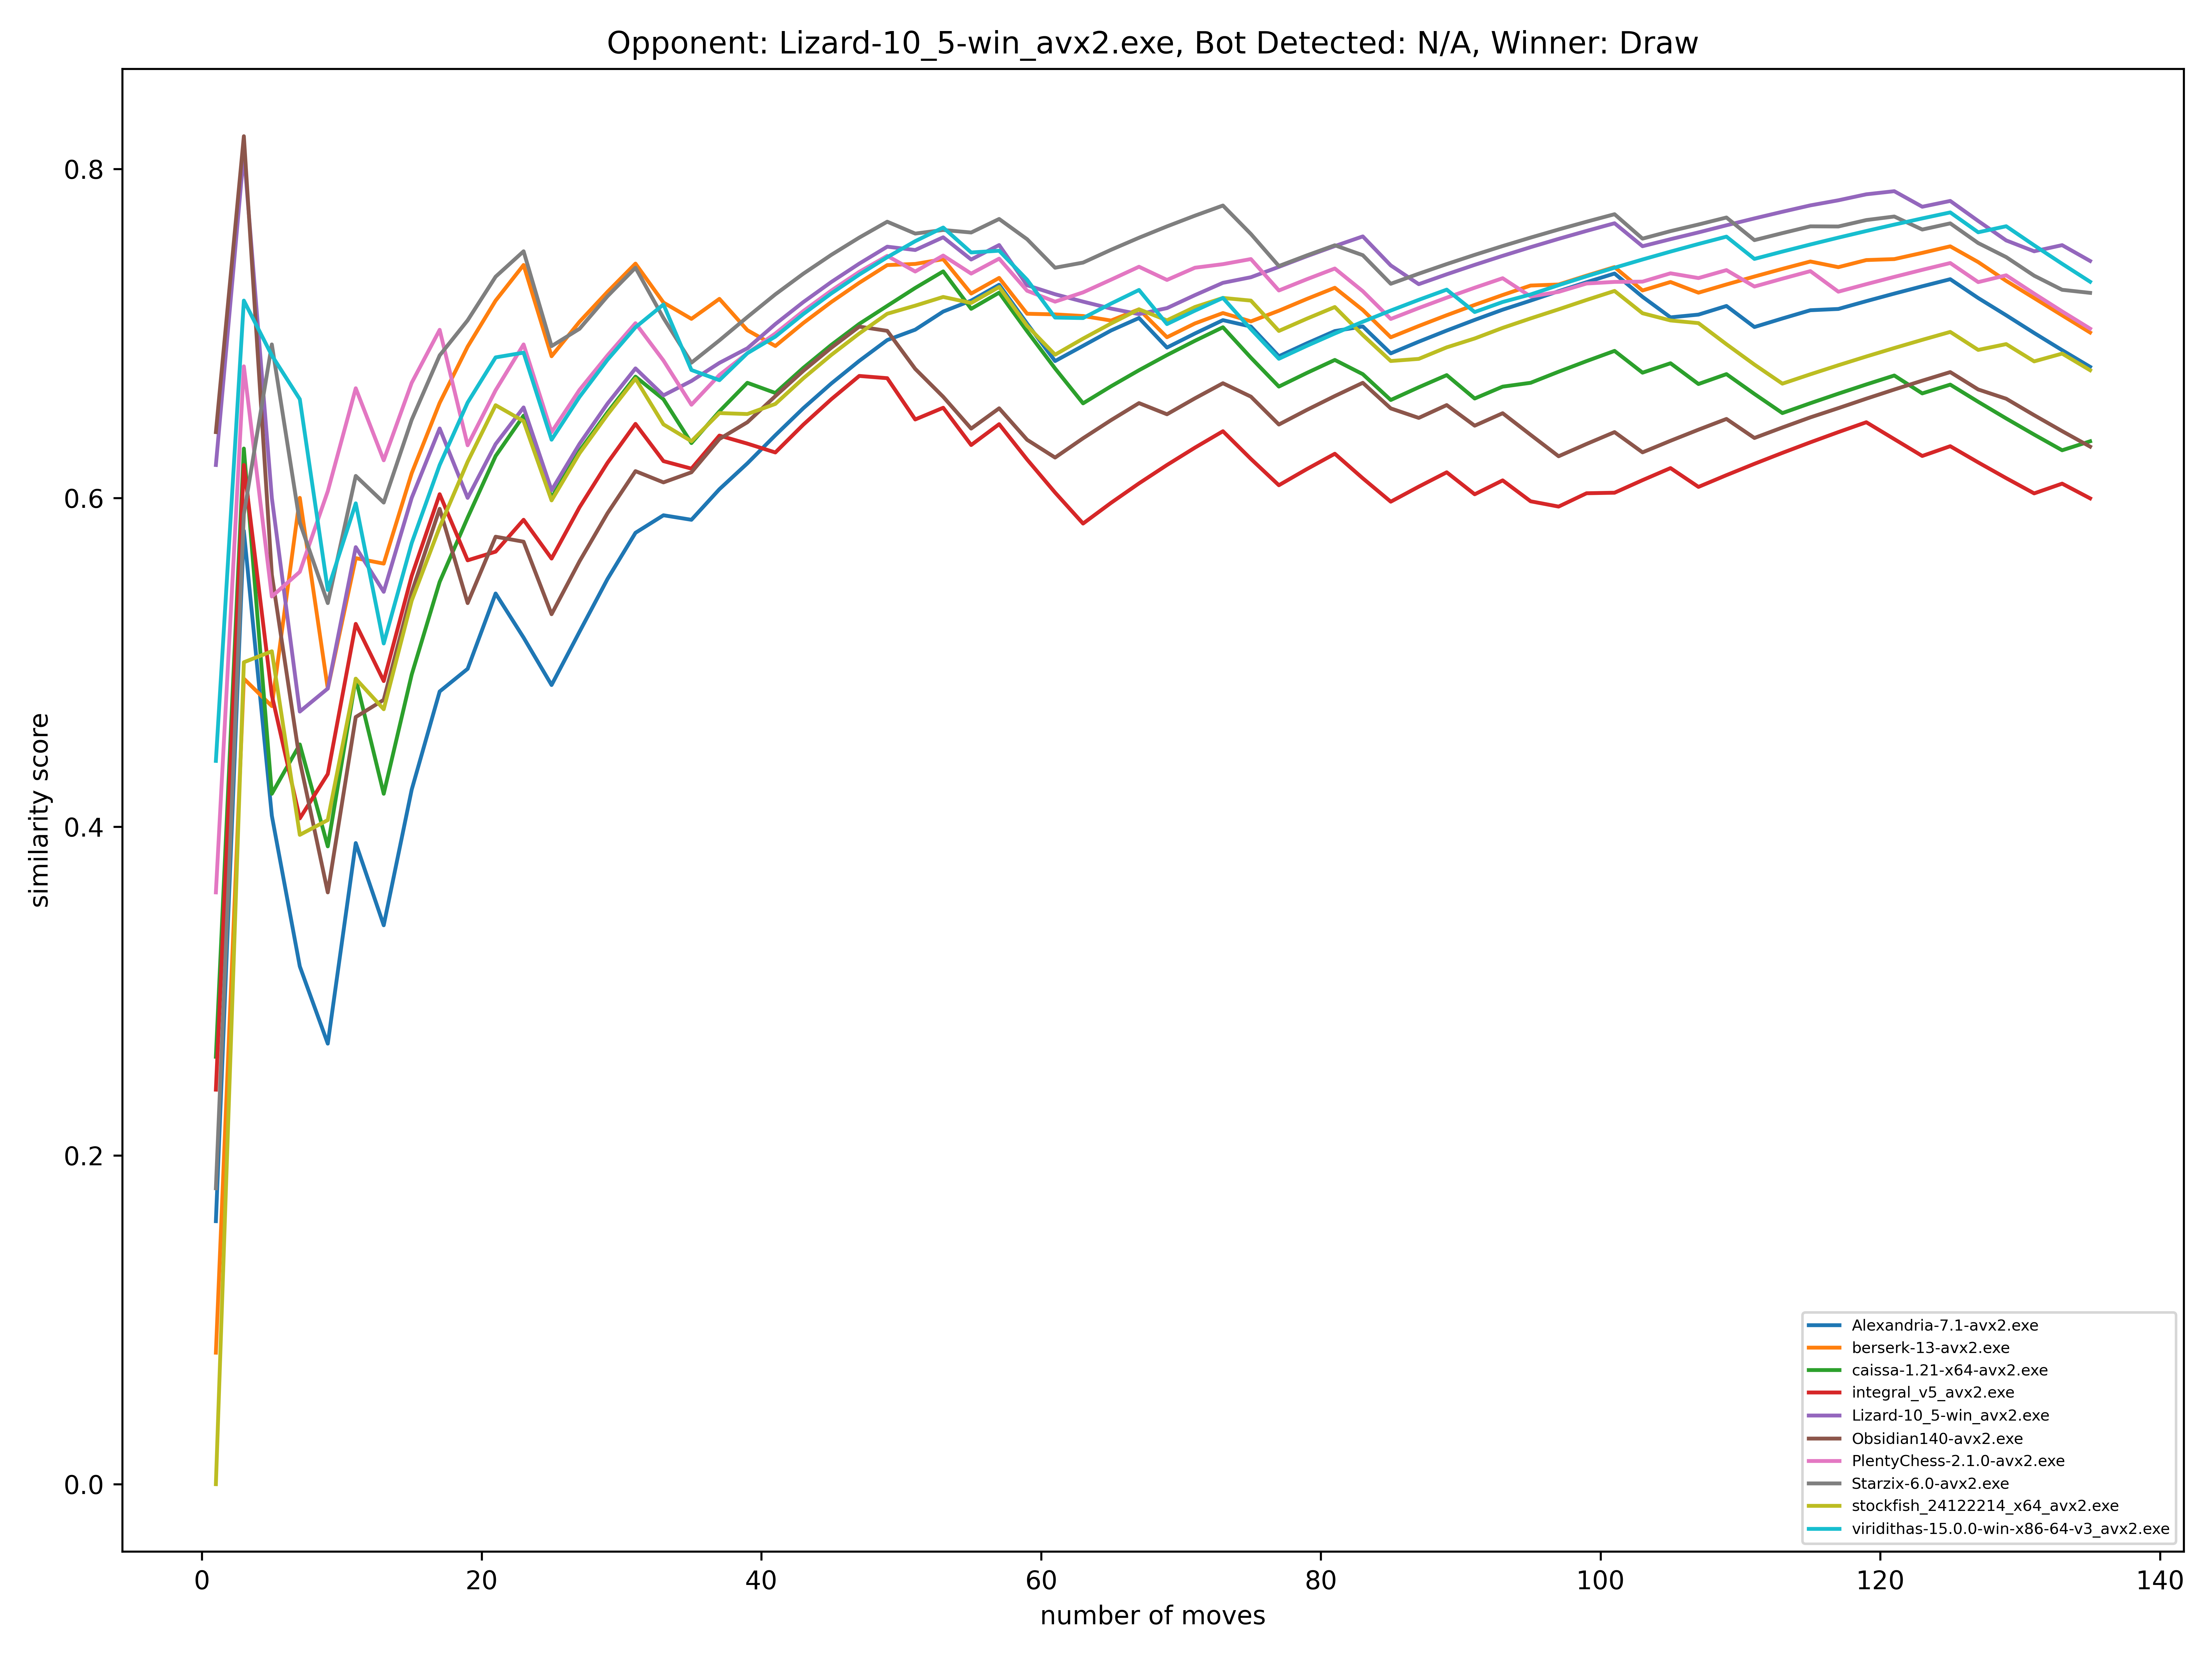 Opponent: Lizard-10_5-win_avx2.exe, Bot Detected: N/A, Winner: Draw
similarity score
0.8
0.6
0.4
0.2
0.0
Alexandria-7.1-avx2.exe
berserk-13-avx2.exe
caissa-1.21-x64-avx2.exe
integral_v5_avx2.exe
Lizard-10_5-win_avx2.exe
Obsidian140-avx2.exe
PlentyChess-2.1.0-avx2.exe
Starzix-6.0-avx2.exe
stockfish_24122214_x64_avx2.exe
viridithas-15.0.0-win-x86-64-v3_avx2.exe
0 20 40 60 80 100 120 140
number of moves